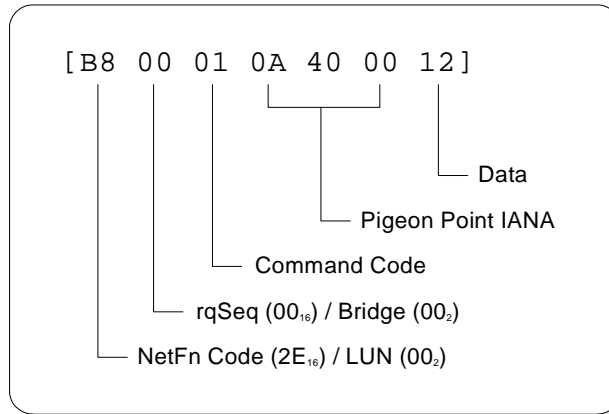 [B8 00 01 0A 40 00 12]
Data
Pigeon Point IANA
Command Code
rqSeq (00₁₆) / Bridge (00₂)
NetFn Code (2E₁₆) / LUN (00₂)